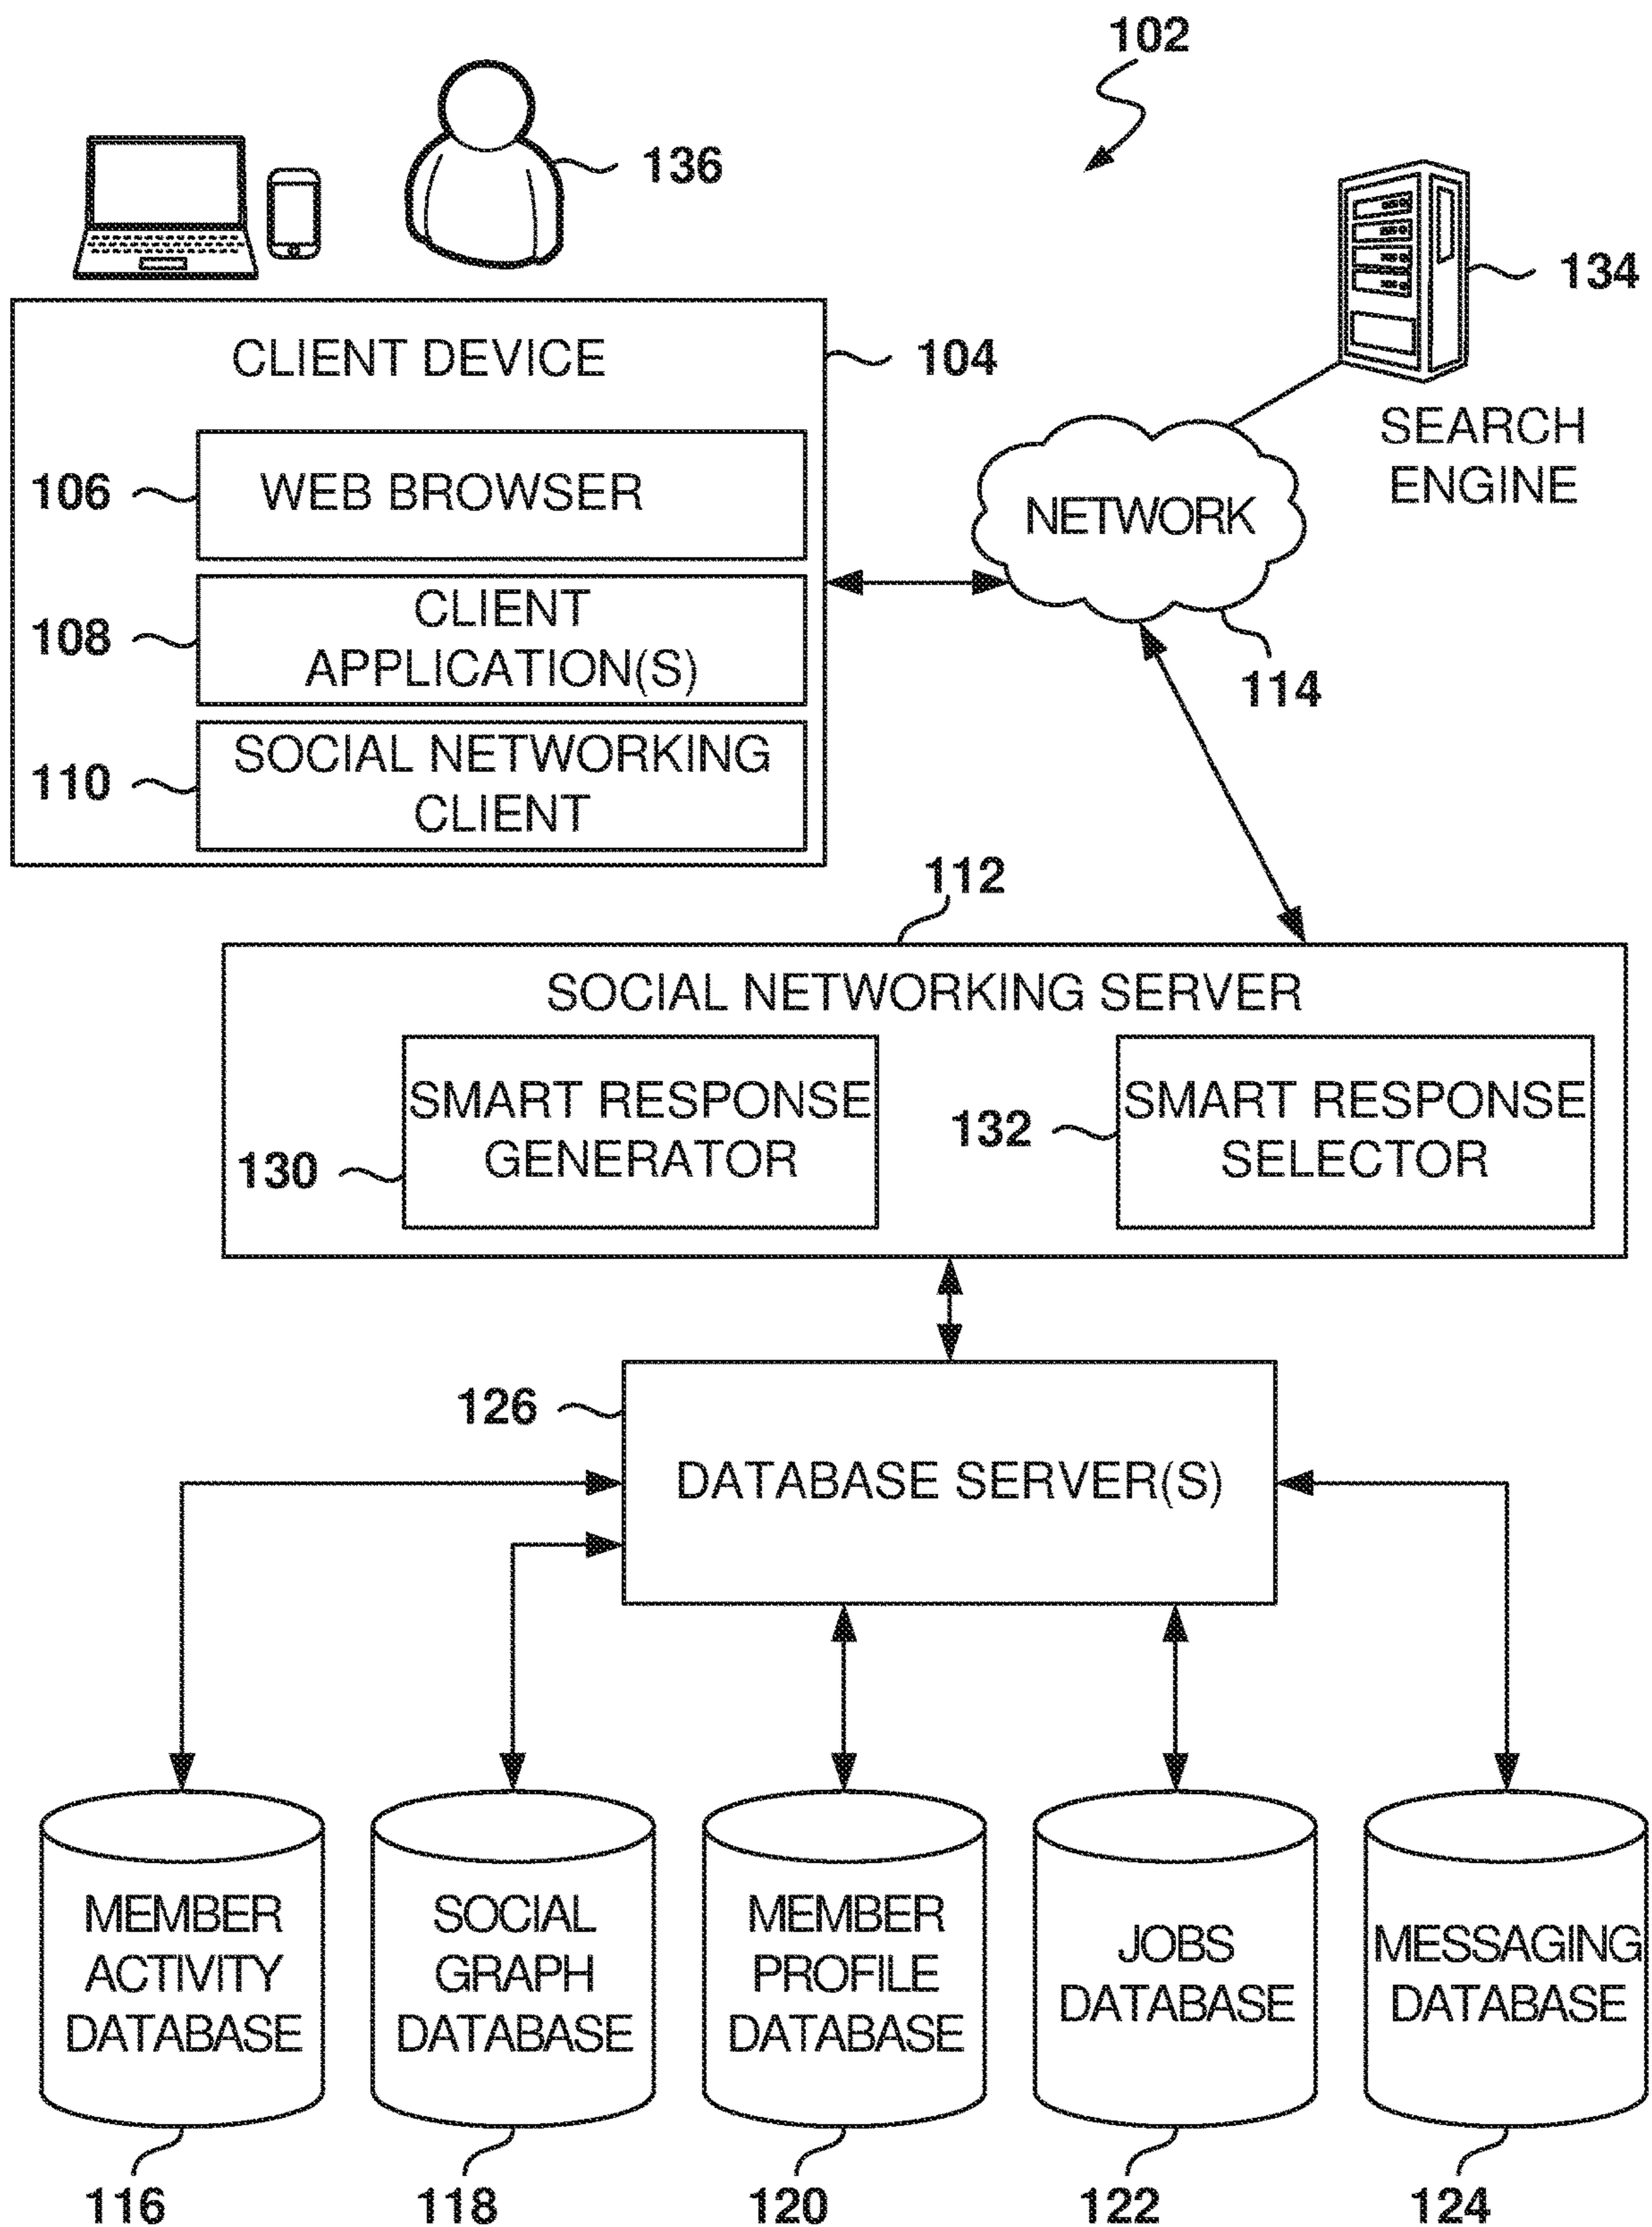 102
136
134
CLIENT DEVICE
104
SEARCH
ENGINE
106
WEB BROWSER
NETWORK
108
CLIENT
APPLICATION(S)
114
110
SOCIAL NETWORKING
CLIENT
112
SOCIAL NETWORKING SERVER
130
SMART RESPONSE
GENERATOR
132
SMART RESPONSE
SELECTOR
126
DATABASE SERVER(S)
MEMBER
ACTIVITY
DATABASE
SOCIAL
GRAPH
DATABASE
MEMBER
PROFILE
DATABASE
JOBS
DATABASE
MESSAGING
DATABASE
116
118
120
122
124